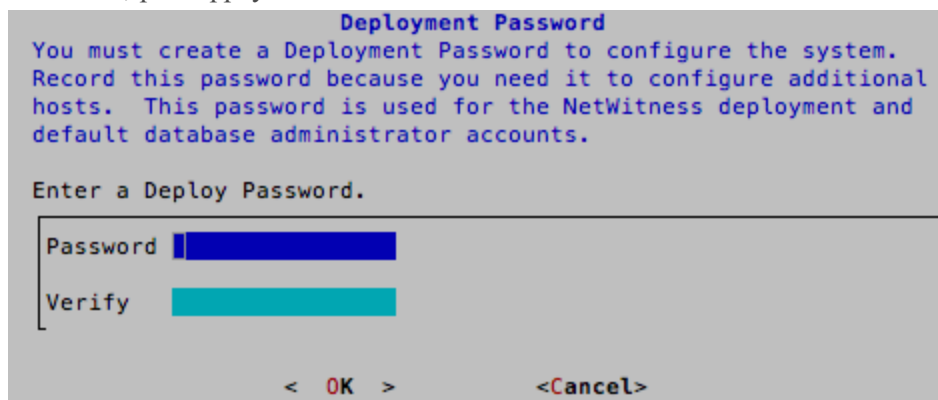 Deployment Password
You must create a Deployment Password to configure the system.
Record this password because you need it to configure additional
hosts.  This password is used for the NetWitness deployment and
default database administrator accounts.
Enter a Deploy Password.
Password
Verify
<  OK  >  <Cancel>